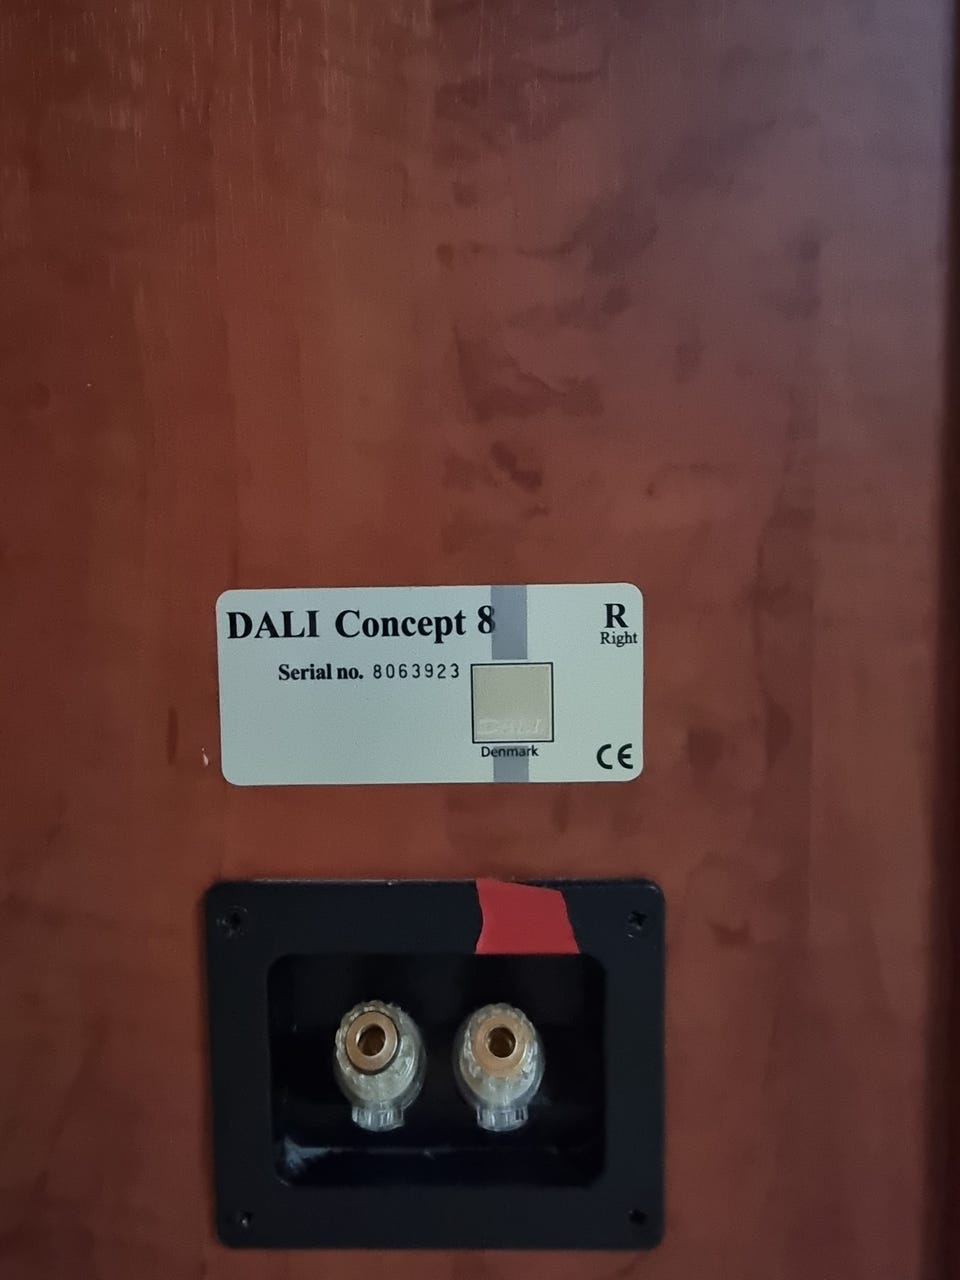 DALI Concept 8
R
Right
Serial no. 8063923
DALI
Denmark
CE